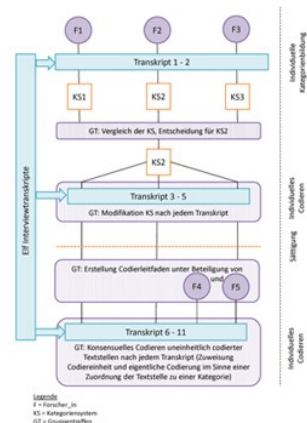 F1
F2
F3
Transkript 1 - 2
Individuelle
Kategorienbildung
KS1
KS2
KS3
GT: Vergleich der KS, Entscheidung für KS2
KS2
Elf Interviewtranskripte
Transkript 3 - 5
GT: Modifikation KS nach jedem Transkript
Individuelles
Codieren
Sättigung
GT: Erstellung Codierleitfaden unter Beteiligung von
und
F4
F5
Transkript 6 - 11
GT: Konsensuelles Codieren uneinheitlich codierter
Textstellen nach jedem Transkript (Zuweisung
Codiereinheit und eigentliche Codierung im Sinne
einer Zuordnung der Textstelle zu einer Kategorie)
Individuelles
Codieren
Legende
F = Forscher_in
KS = Kategoriensystem
GT = Gruppentreffen